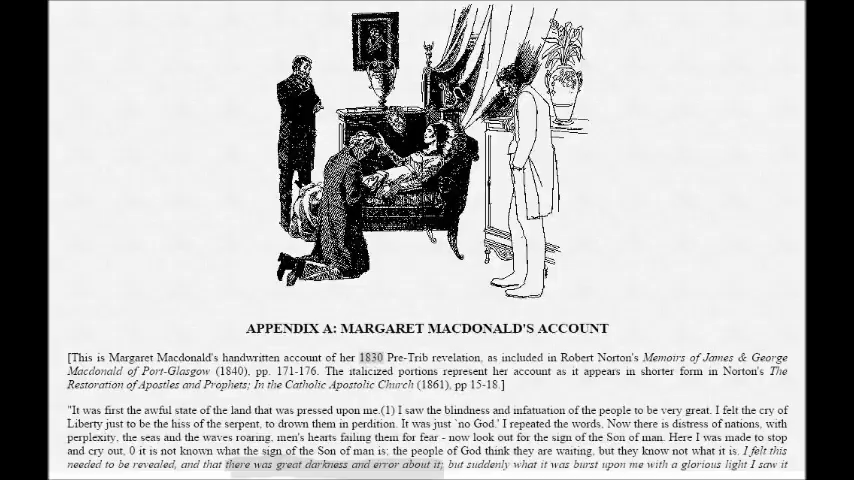 APPENDIX A: MARGARET MACDONALD'S ACCOUNT
[This is Margaret Macdonald's handwritten account of her 1830 Pre-Trib revelation, as included in Robert Norton's Memoirs of James & George
Macdonald of Port-Glasgow (1840), pp. 171-176. The italicized portions represent her account as it appears in shorter form in Norton's The
Restoration of Apostles and Prophets; In the Catholic Apostolic Church (1861), pp 15-18.]
"It was first the awful state of the land that was pressed upon me.(1) I saw the blindness and infatuation of the people to be very great. I felt the cry of
Liberty just to be the hiss of the serpent, to drown them in perdition. It was just `no God.' I repeated the words, Now there is distress of nations, with
perplexity, the seas and the waves roaring, men's hearts failing them for fear - now look out for the sign of the Son of man. Here I was made to stop
and cry out, 0 it is not known what the sign of the Son of man is; the people of God think they are waiting, but they know not what it is. I felt this
needed to be revealed, and that there was great darkness and error about it; but suddenly what it was burst upon me with a glorious light I saw it